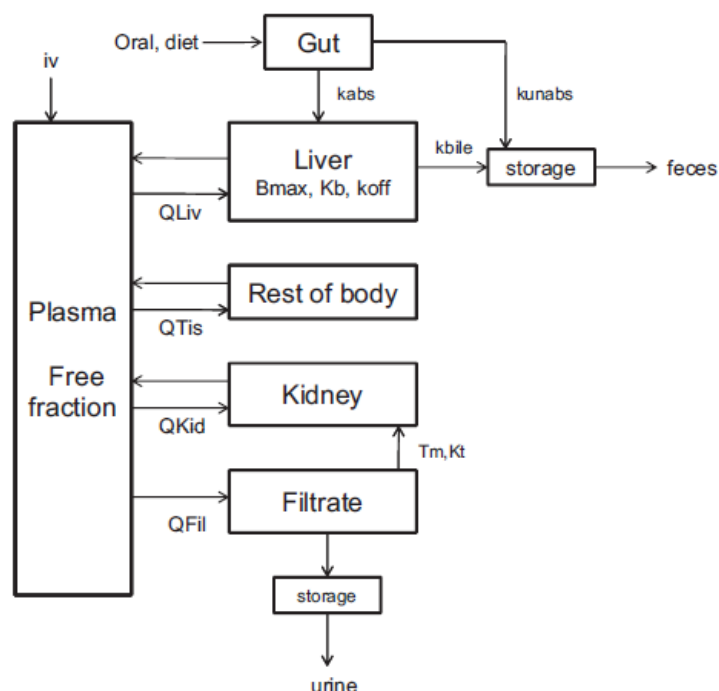 Oral, diet
Gut
iv
kabs
kunabs
Liver
Bmax, Kb, koff
kbile
storage
feces
QLiv
Plasma
Free
fraction
Rest of body
QTis
Kidney
QKid
Tm,Kt
Filtrate
QFil
storage
urine